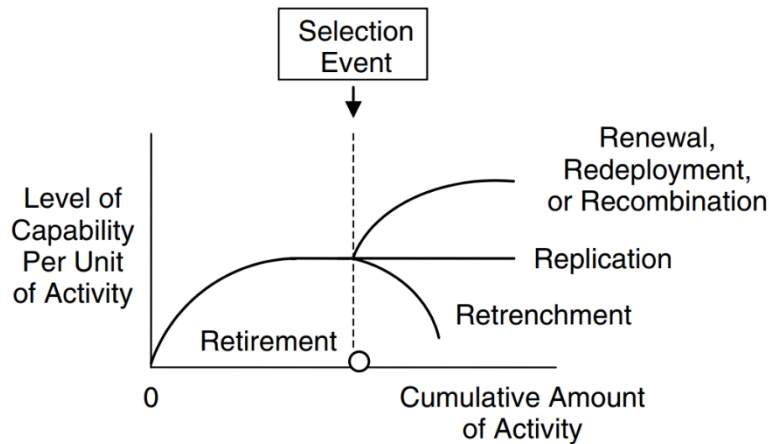 Selection
Event
Renewal,
Redeployment,
or Recombination
Level of
Capability
Per Unit
of Activity
Replication
Retrenchment
Retirement
0
Cumulative Amount
of Activity